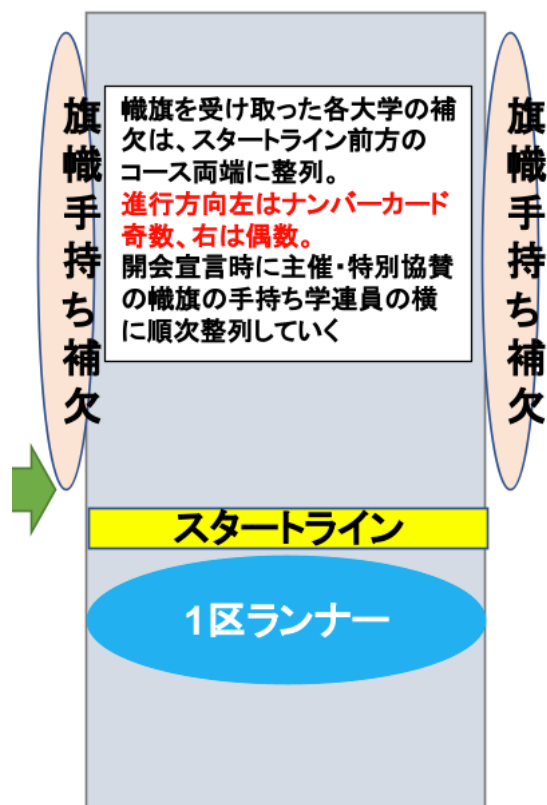 旗幟手持ち補欠
幟旗を受け取った各大学の補
欠は、スタートライン前方の
コース両端に整列。
進行方向左はナンバーカード
奇数、右は偶数。
開会宣言時に主催・特別協賛
の幟旗の手持ち学連員の横
に順次整列していく
旗幟手持ち補欠
スタートライン
1区ランナー